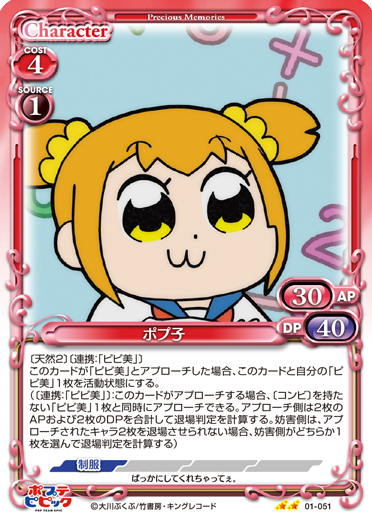 Precious Memories
Character
COST
4
SOURCE
1
30 AP
DP 40
ポプ子
〔天然2〕〔連携:「ピピ美」〕
このカードが「ピピ美」とアプローチした場合、このカードと自分の「ピ
ピ美」1枚を活動状態にする。
(〔連携:「ピピ美」〕:このカードがアプローチする場合、〔コンビ〕を持た
ない「ピピ美」1枚と同時にアプローチできる。アプローチ側は2枚の
APおよび2枚のDPを合計して退場判定を計算する。妨害側は、アプ
ローチされたキャラ2枚を退場させられない場合、妨害側がどちらか1
枚を選んで退場判定を計算する)
制服
ばっかにしてくれちゃってぇ。
ポプテピピック
POP TEAM EPIC
©大川ぶくぶ/竹書房・キングレコード
01-051